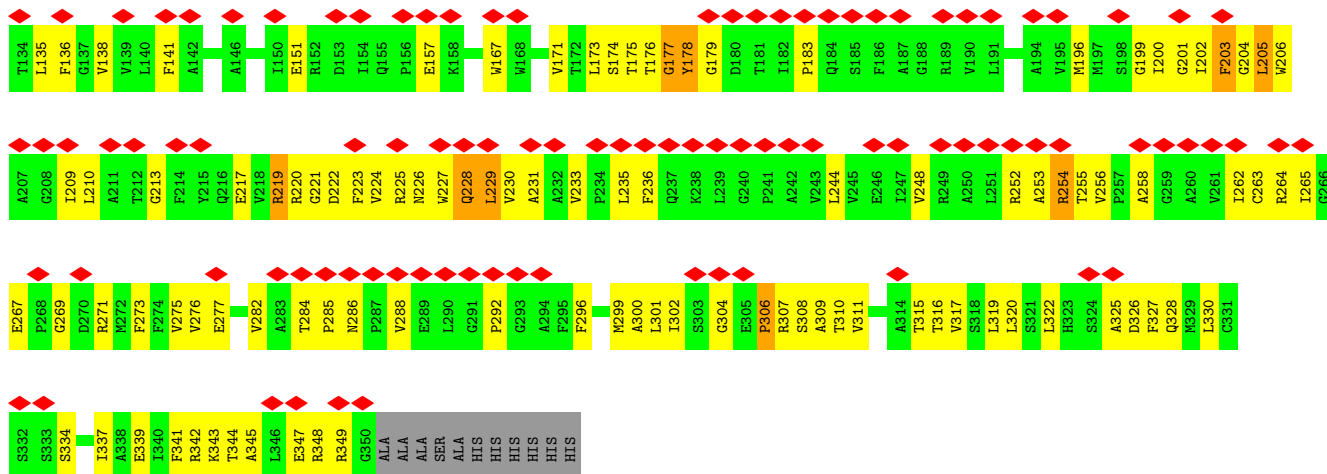 T134 L135 F136 G137 V138 V139 L140 F141 A142 A146 I150 E151 R152 D153 I154 Q155 P156 E157 K158 W167 W168 V171 T172 L173 S174 T175 T176 G177 Y178 G179 D180 T181 I182 P183 Q184 S185 F186 A187 G188 R189 V190 L191 A194 V195 M196 M197 S198 G199 I200 G201 I202 F203 G204 L205 W206
A207 G208 I209 L210 A211 T212 G213 F214 Y215 Q216 E217 V218 R219 R220 G221 D222 F223 V224 R225 N226 W227 Q228 L229 V230 A231 A232 V233 P234 L235 F236 Q237 K238 L239 G240 P241 A242 V243 L244 V245 E246 I247 V248 R249 A250 L251 R252 A253 R254 T255 V256 P257 A258 G259 A260 V261 I262 C263 R264 I265 G266
E267 P268 G269 D270 R271 M272 F273 F274 V275 V276 E277 V282 A283 T284 P285 N286 P287 V288 E289 L290 G291 P292 G293 A294 F295 F296 M299 A300 L301 I302 S303 G304 E305 P306 R307 S308 A309 T310 V311 A314 T315 T316 V317 S318 L319 L320 S321 L322 H323 S324 A325 D326 F327 Q328 M329 L330 C331
S332 S333 S334 I337 A338 E339 I340 F341 R342 K343 T344 A345 L346 E347 R348 R349 G350 ALA ALA ALA SER ALA HIS HIS HIS HIS HIS HIS